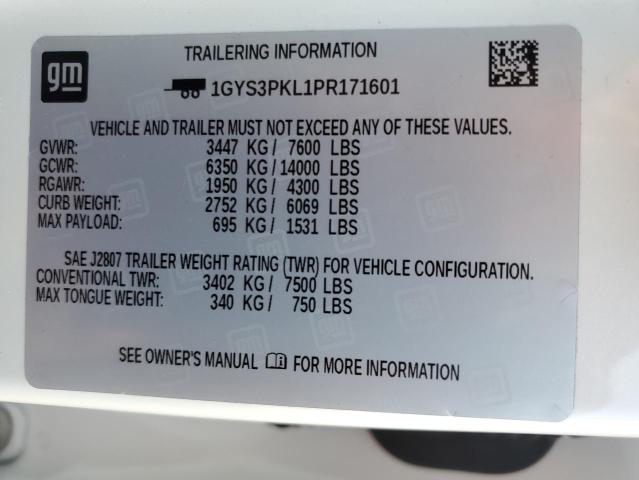 gm
TRAILERING INFORMATION
1GYS3PKL1PR171601
VEHICLE AND TRAILER MUST NOT EXCEED ANY OF THESE VALUES.
GVWR: 3447 KG / 7600 LBS
GCWR: 6350 KG / 14000 LBS
RGAWR: 1950 KG / 4300 LBS
CURB WEIGHT: 2752 KG / 6069 LBS
MAX PAYLOAD: 695 KG / 1531 LBS
SAE J2807 TRAILER WEIGHT RATING (TWR) FOR VEHICLE CONFIGURATION.
CONVENTIONAL TWR: 3402 KG / 7500 LBS
MAX TONGUE WEIGHT: 340 KG / 750 LBS
SEE OWNER'S MANUAL FOR MORE INFORMATION